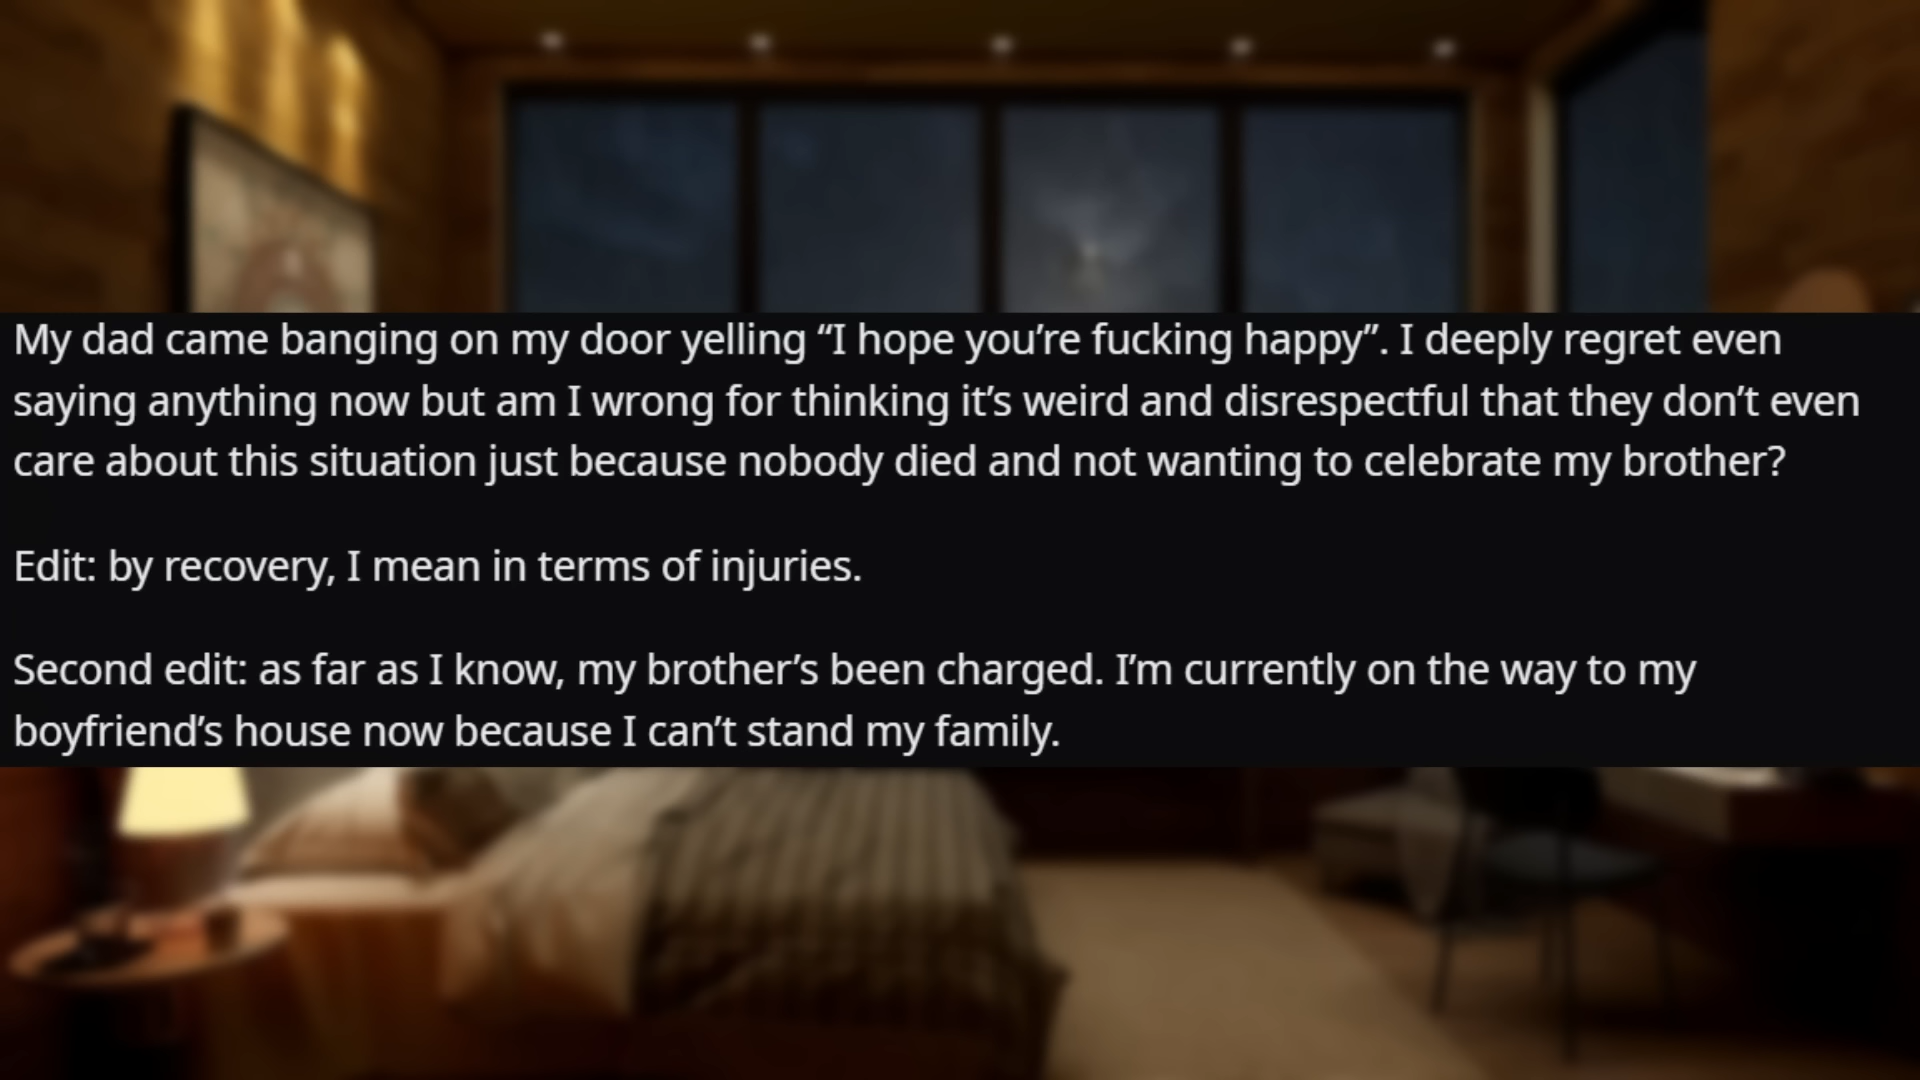 My dad came banging on my door yelling “I hope you’re fucking happy”. I deeply regret even
saying anything now but am I wrong for thinking it’s weird and disrespectful that they don’t even
care about this situation just because nobody died and not wanting to celebrate my brother?
Edit: by recovery, I mean in terms of injuries.
Second edit: as far as I know, my brother’s been charged. I’m currently on the way to my
boyfriend’s house now because I can’t stand my family.